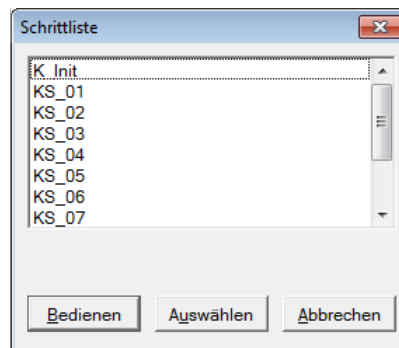 Schrittliste
K_Init
KS_01
KS_02
KS_03
KS_04
KS_05
KS_06
KS_07
Bedienen Auswählen Abbrechen